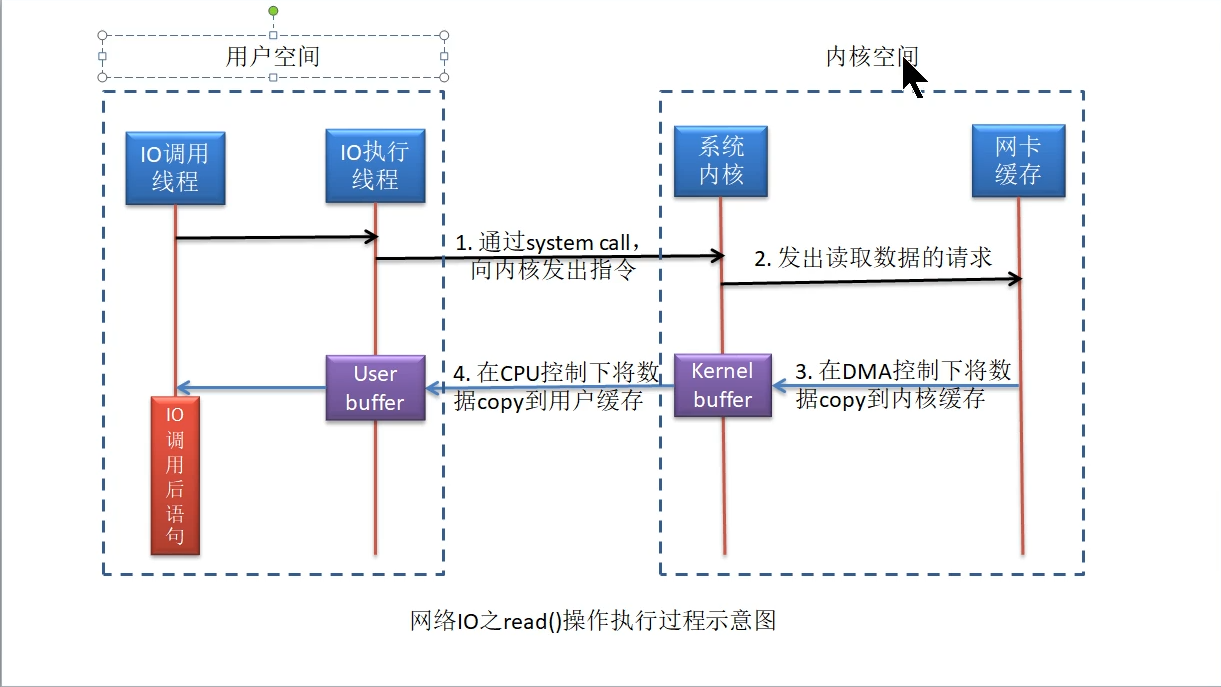 用户空间
内核空间
IO调用
线程
IO执行
线程
系统
内核
网卡
缓存
1. 通过system call，
向内核发出指令
2. 发出读取数据的请求
User
buffer
4. 在CPU控制下将数
据copy到用户缓存
Kernel
buffer
3. 在DMA控制下将数
据copy到内核缓存
IO
调
用
后
语
句
网络IO之read()操作执行过程示意图